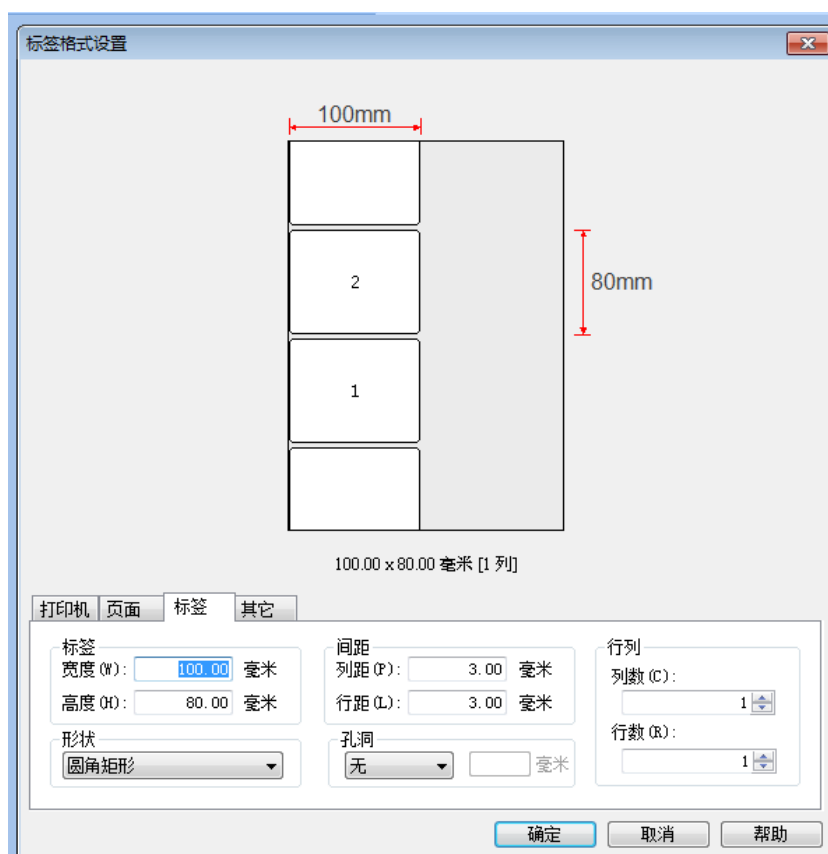 标签格式设置
100mm
2
80mm
1
100.00 x 80.00 毫米 [1 列]
打印机 页面 标签 其它
标签 间距 行列
宽度(W): 100.00 毫米 列距(P): 3.00 毫米 列数(C):
1
高度(H): 80.00 毫米 行距(L): 3.00 毫米
形状 孔洞 行数(R):
圆角矩形 无 毫米 1
确定 取消 帮助